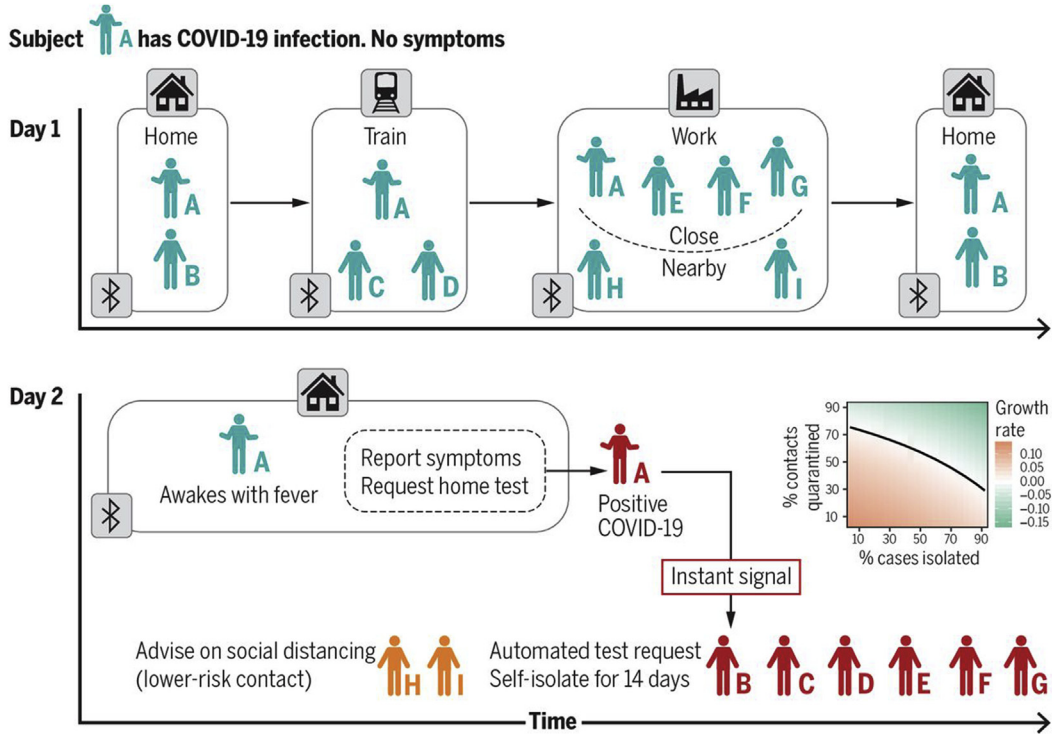 Subject A has COVID-19 infection. No symptoms
Day 1
Home
A
B
Train
A
C
D
Work
A
E
F
G
Close
Nearby
H
I
Home
A
B
Day 2
A
Awakes with fever
Report symptoms
Request home test
A
Positive
COVID-19
Instant signal
% contacts
quarantined
90
70
50
30
10
10 30 50 70 90
% cases isolated
Growth
rate
0.10
0.05
0.00
−0.05
−0.10
−0.15
Advise on social distancing
(lower-risk contact)
H
I
Automated test request
Self-isolate for 14 days
B
C
D
E
F
G
Time